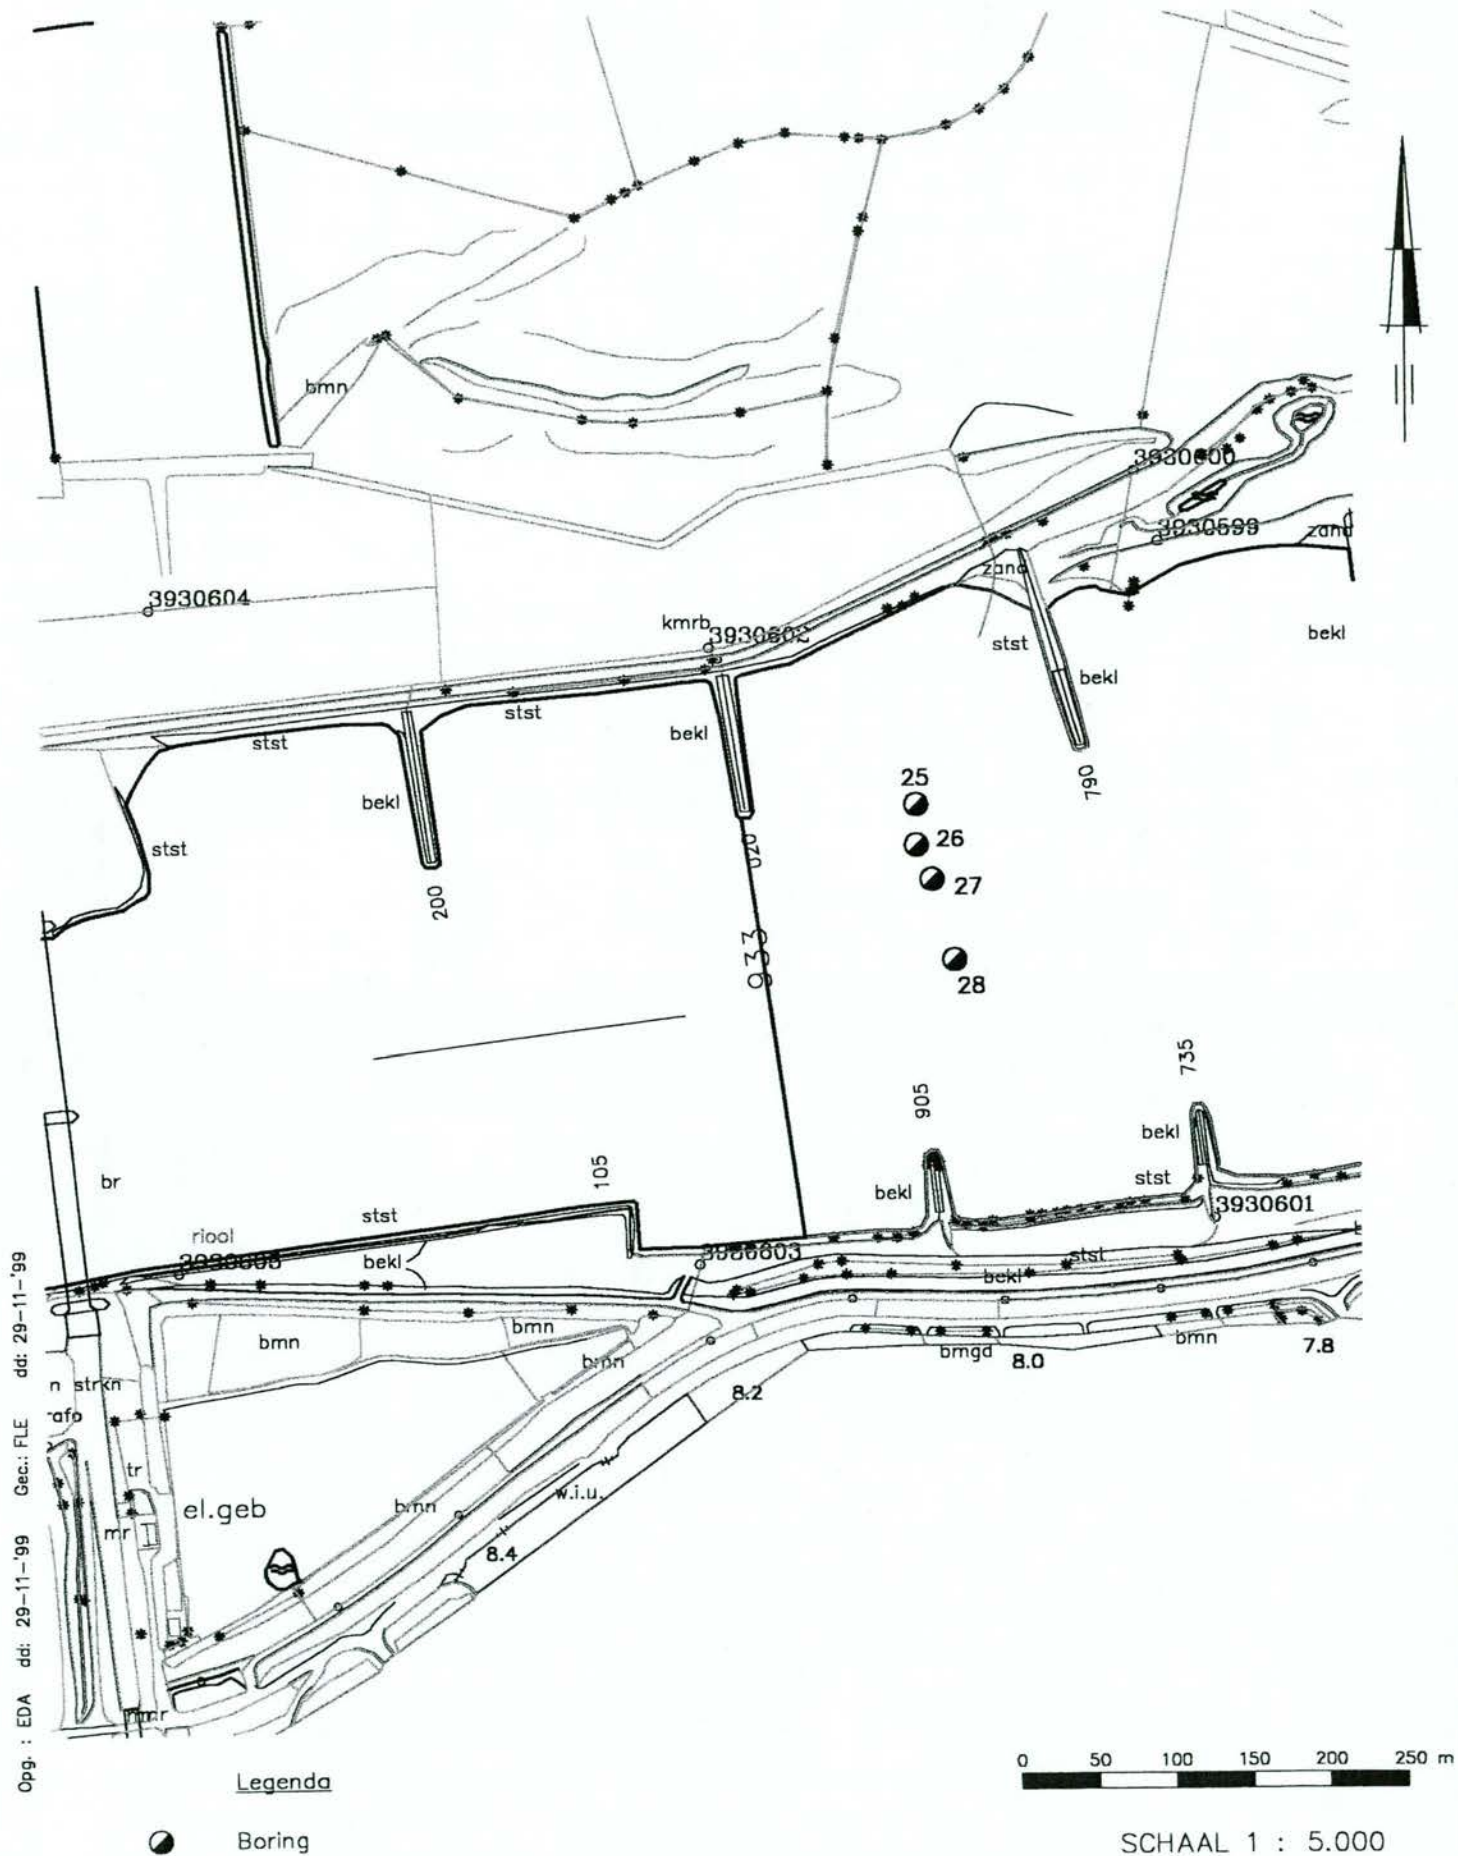 bmn
3930600
3930599
zand
zand
3930604
kmrb
3930602
stst
bekl
bekl
stst
bekl
stst
790
25
bekl
stst
26
020
27
200
933
28
735
905
bekl
105
br
stst
bekl
stst
3930601
riool
bekl
3930603
stst
bekl
bmn
bmn
bmn
bmgd
bmn
8.0
7.8
n strkn
8.2
tr
w.i.u.
el.geb
bmn
mr
8.4
Opg. : EDA dd: 29-11-'99 Gec.: FLE dd: 29-11-'99
Legenda
Boring
0 50 100 150 200 250 m
SCHAAL 1 : 5.000